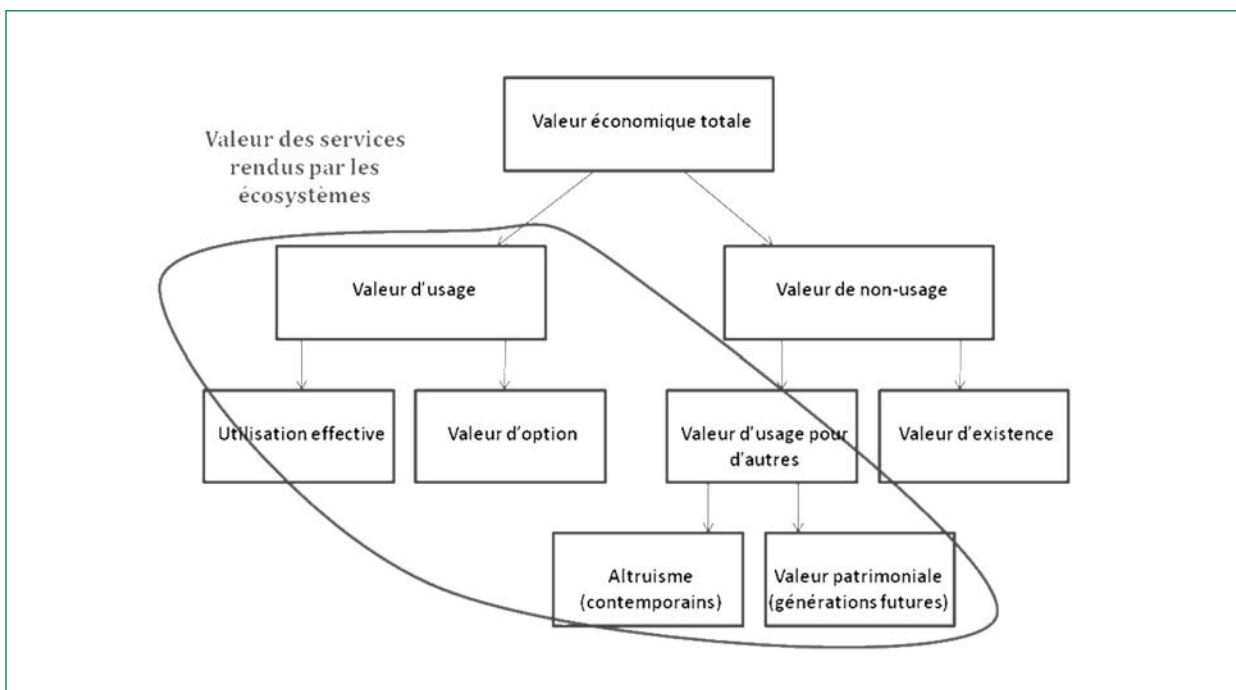 Valeur économique totale
Valeur des services
rendus par les
écosystèmes
Valeur d'usage
Valeur de non-usage
Utilisation effective
Valeur d'option
Valeur d'usage pour
d'autres
Valeur d'existence
Altruisme
(contemporains)
Valeur patrimoniale
(générations futures)